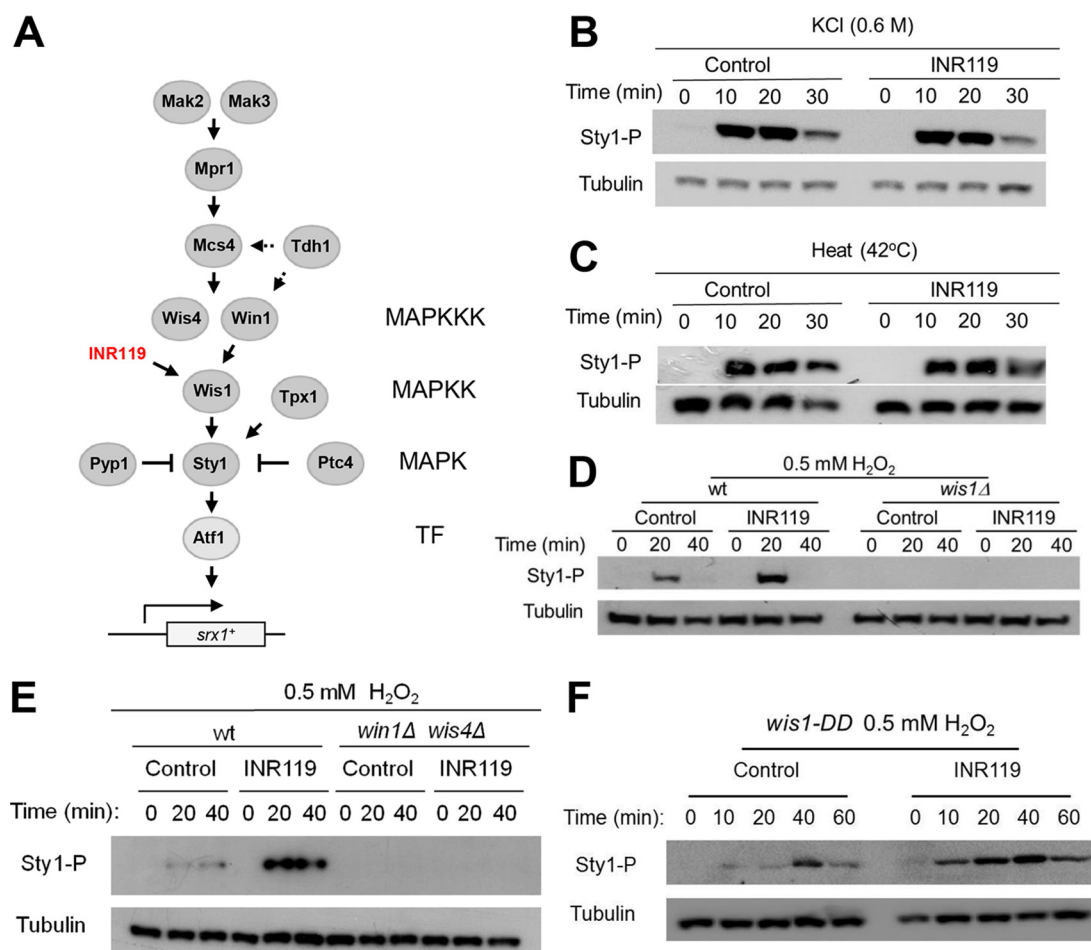 A
Mak2 Mak3
Mpr1
Mcs4 Tdh1
Wis4 Win1 MAPKKK
INR119
Wis1 Tpx1 MAPKK
Pyp1 Sty1 Ptc4 MAPK
Atf1 TF
srx1⁺
B
KCl (0.6 M)
Control INR119
Time (min) 0 10 20 30 0 10 20 30
Sty1-P
Tubulin
C
Heat (42°C)
Control INR119
Time (min) 0 10 20 30 0 10 20 30
Sty1-P
Tubulin
D
0.5 mM H₂O₂
wt wis1Δ
Control INR119 Control INR119
Time (min) 0 20 40 0 20 40 0 20 40 0 20 40
Sty1-P
Tubulin
E
0.5 mM H₂O₂
wt win1Δ wis4Δ
Control INR119 Control INR119
Time (min): 0 20 40 0 20 40 0 20 40 0 20 40
Sty1-P
Tubulin
F
wis1-DD 0.5 mM H₂O₂
Control INR119
Time (min): 0 10 20 40 60 0 10 20 40 60
Sty1-P
Tubulin